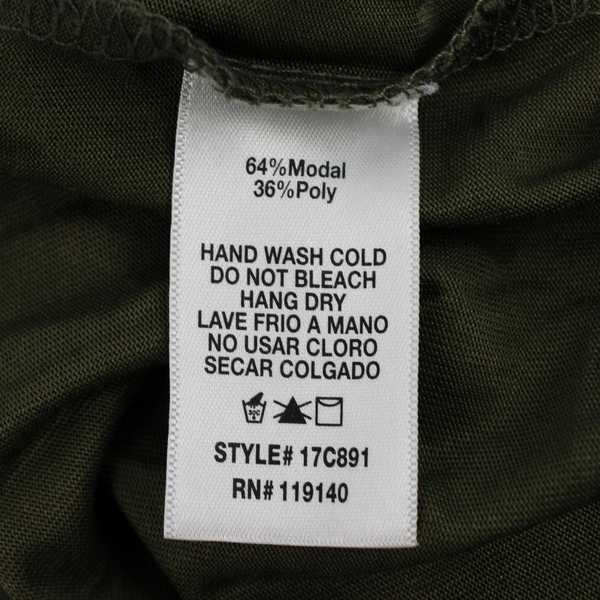 64%Modal
36%Poly
HAND WASH COLD
DO NOT BLEACH
HANG DRY
LAVE FRIO A MANO
NO USAR CLORO
SECAR COLGADO
30C
STYLE# 17C891
RN# 119140